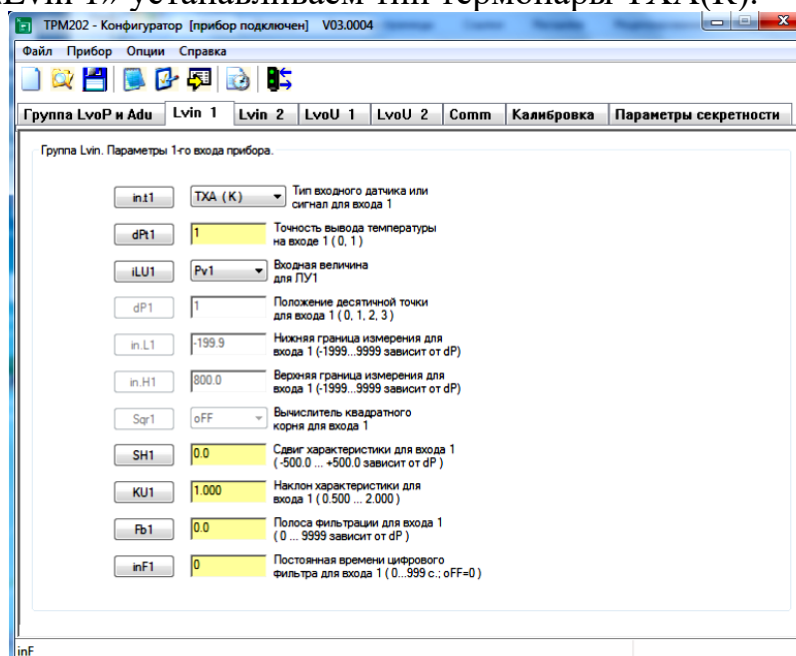 «Lvin 1» устанавливаем тип термопары ТХА(К).
ТРМ202 - Конфигуратор [прибор подключен] V03.0004
Файл Прибор Опции Справка
Группа LvoP и Adu Lvin 1 Lvin 2 LvoU 1 LvoU 2 Comm Калибровка Параметры секретности
Группа Lvin. Параметры 1-го входа прибора.
in.t1 ТХА (К) Тип входного датчика или
сигнал для входа 1
dPt1 1 Точность вывода температуры
на входе 1 ( 0, 1 )
iLU1 Pv1 Входная величина
для ЛУ1
dP1 1 Положение десятичной точки
для входа 1 ( 0, 1, 2, 3 )
in.L1 -199.9 Нижняя граница измерения для
входа 1 (-1999...9999 зависит от dP)
in.H1 800.0 Верхняя граница измерения для
входа 1 (-1999...9999 зависит от dP)
Sqr1 oFF Вычислитель квадратного
корня для входа 1
SH1 0.0 Сдвиг характеристики для входа 1
( -500.0 ... +500.0 зависит от dP )
KU1 1.000 Наклон характеристики для
входа 1 ( 0.500 ... 2.000 )
Fb1 0.0 Полоса фильтрации для входа 1
( 0 ... 9999 зависит от dP )
inF1 0 Постоянная времени цифрового
фильтра для входа 1 ( 0...999 с.; oFF=0 )
inF